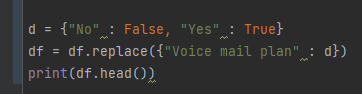 d = {"No" : False, "Yes" : True}
df = df.replace({"Voice mail plan" : d})
print(df.head())